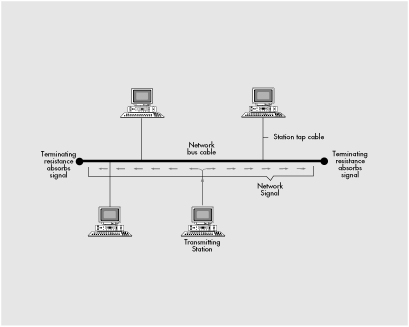 Station tap cable
Network
bus cable
Terminating
resistance
absorbs
signal
Terminating
resistance
absorbs
signal
Network
Signal
Transmitting
Station